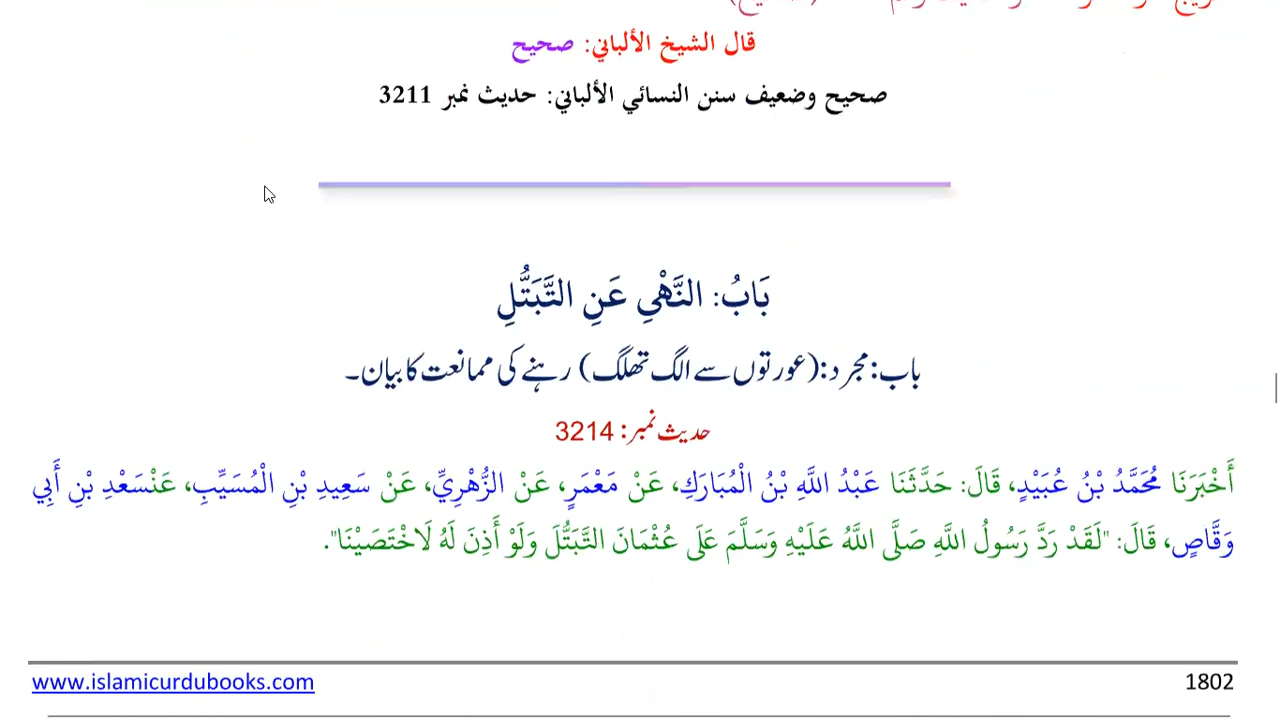 قال الشيخ الألباني: صحيح
صحيح وضعيف سنن النسائي الألباني: حديث نمبر 3211
بَابُ: النَّهْىِ عَنِ التَّبَتُّلِ
باب: مجرد: (عورتوں سے الگ تھلگ) رہنے کی ممانعت کا بیان۔
حدیث نمبر: 3214
أَخْبَرَنَا مُحَمَّدُ بْنُ عُبَيْدٍ، قَالَ: حَدَّثَنَا عَبْدُ اللَّهِ بْنُ الْمُبَارَكِ، عَنْ مَعْمَرٍ، عَنْ الزُّهْرِيِّ، عَنْ سَعِيدِ بْنِ الْمُسَيِّبِ، عَنْسَعْدِ بْنِ أَبِي
وَقَّاصٍ، قَالَ: "لَقَدْ رَدَّ رَسُولُ اللَّهِ صَلَّى اللَّهُ عَلَيْهِ وَسَلَّمَ عَلَى عُثْمَانَ التَّبَتُّلَ وَلَوْ أَذِنَ لَهُ لَاخْتَصَيْنَا".
www.islamicurdubooks.com 1802